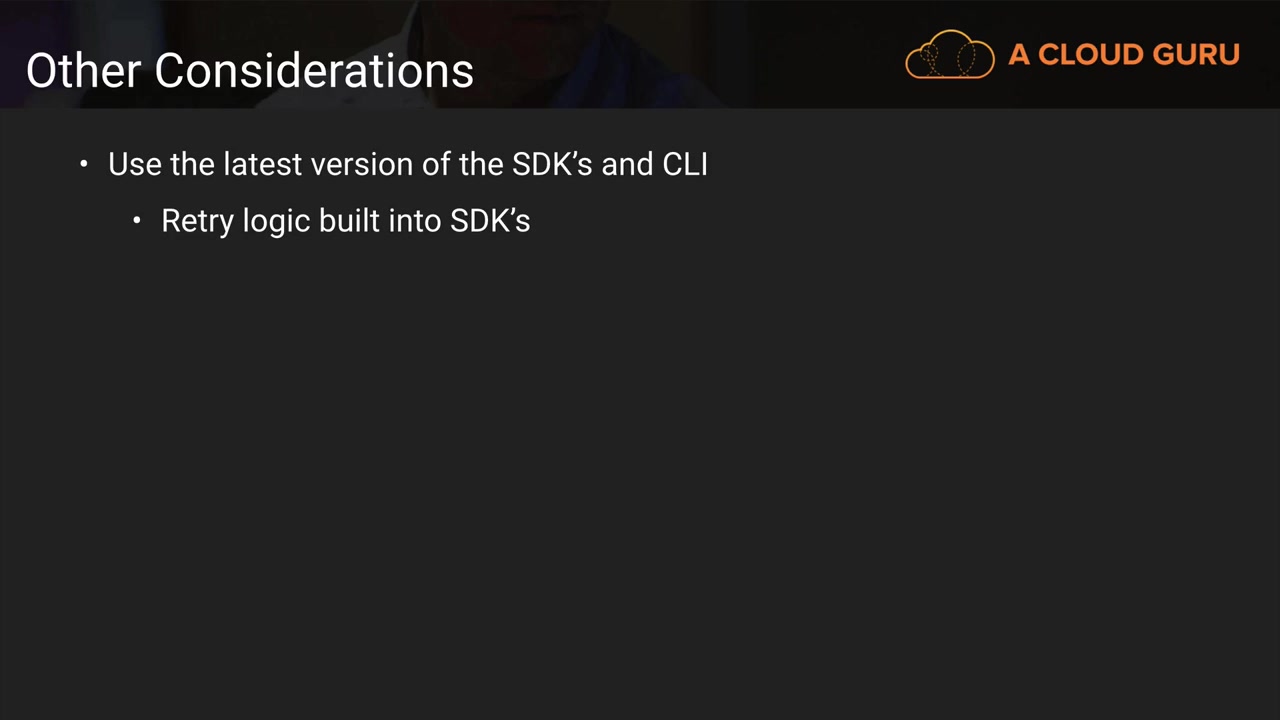 Other Considerations
A CLOUD GURU
• Use the latest version of the SDK’s and CLI
• Retry logic built into SDK’s